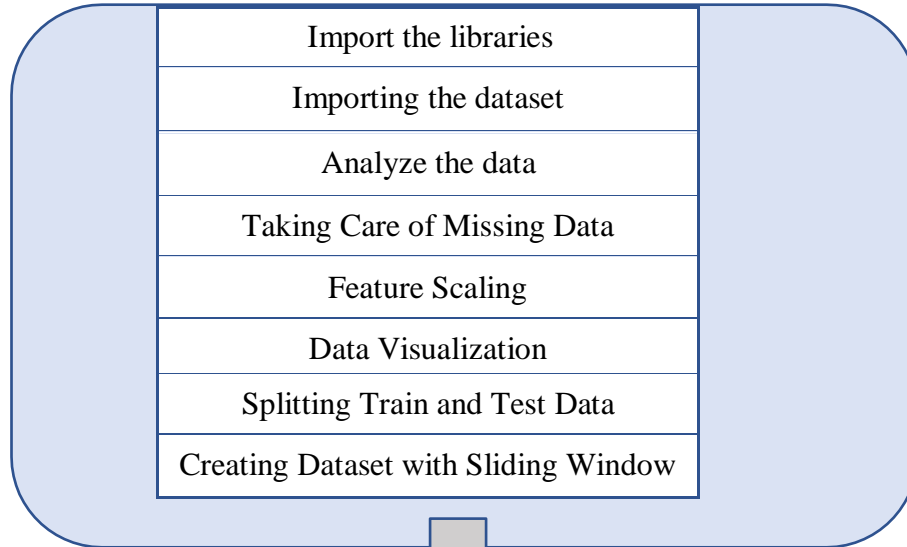 Import the libraries
Importing the dataset
Analyze the data
Taking Care of Missing Data
Feature Scaling
Data Visualization
Splitting Train and Test Data
Creating Dataset with Sliding Window